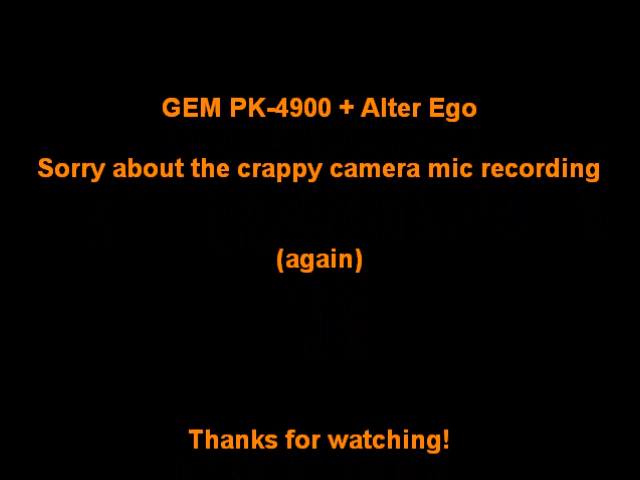 GEM PK-4900 + Alter Ego
Sorry about the crappy camera mic recording
(again)
Thanks for watching!